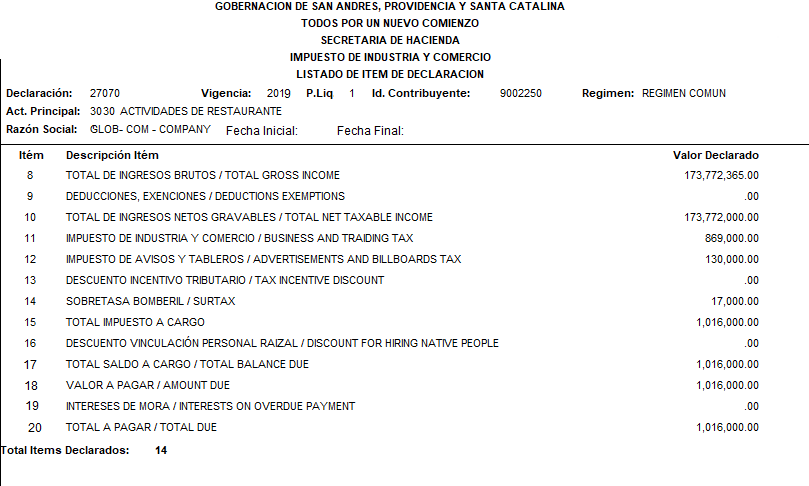 GOBERNACION DE SAN ANDRES, PROVIDENCIA Y SANTA CATALINA
TODOS POR UN NUEVO COMIENZO
SECRETARIA DE HACIENDA
IMPUESTO DE INDUSTRIA Y COMERCIO
LISTADO DE ITEM DE DECLARACION
Declaración: 27070 Vigencia: 2019 P.Liq 1 Id. Contribuyente: 9002250 Regimen: REGIMEN COMUN
Act. Principal: 3030 ACTIVIDADES DE RESTAURANTE
Razón Social: GLOB- COM - COMPANY Fecha Inicial: Fecha Final:
Itém Descripción Itém Valor Declarado
8 TOTAL DE INGRESOS BRUTOS / TOTAL GROSS INCOME 173,772,365.00
9 DEDUCCIONES, EXENCIONES / DEDUCTIONS EXEMPTIONS .00
10 TOTAL DE INGRESOS NETOS GRAVABLES / TOTAL NET TAXABLE INCOME 173,772,000.00
11 IMPUESTO DE INDUSTRIA Y COMERCIO / BUSINESS AND TRAIDING TAX 869,000.00
12 IMPUESTO DE AVISOS Y TABLEROS / ADVERTISEMENTS AND BILLBOARDS TAX 130,000.00
13 DESCUENTO INCENTIVO TRIBUTARIO / TAX INCENTIVE DISCOUNT .00
14 SOBRETASA BOMBERIL / SURTAX 17,000.00
15 TOTAL IMPUESTO A CARGO 1,016,000.00
16 DESCUENTO VINCULACIÓN PERSONAL RAIZAL / DISCOUNT FOR HIRING NATIVE PEOPLE .00
17 TOTAL SALDO A CARGO / TOTAL BALANCE DUE 1,016,000.00
18 VALOR A PAGAR / AMOUNT DUE 1,016,000.00
19 INTERESES DE MORA / INTERESTS ON OVERDUE PAYMENT .00
20 TOTAL A PAGAR / TOTAL DUE 1,016,000.00
Total Items Declarados: 14